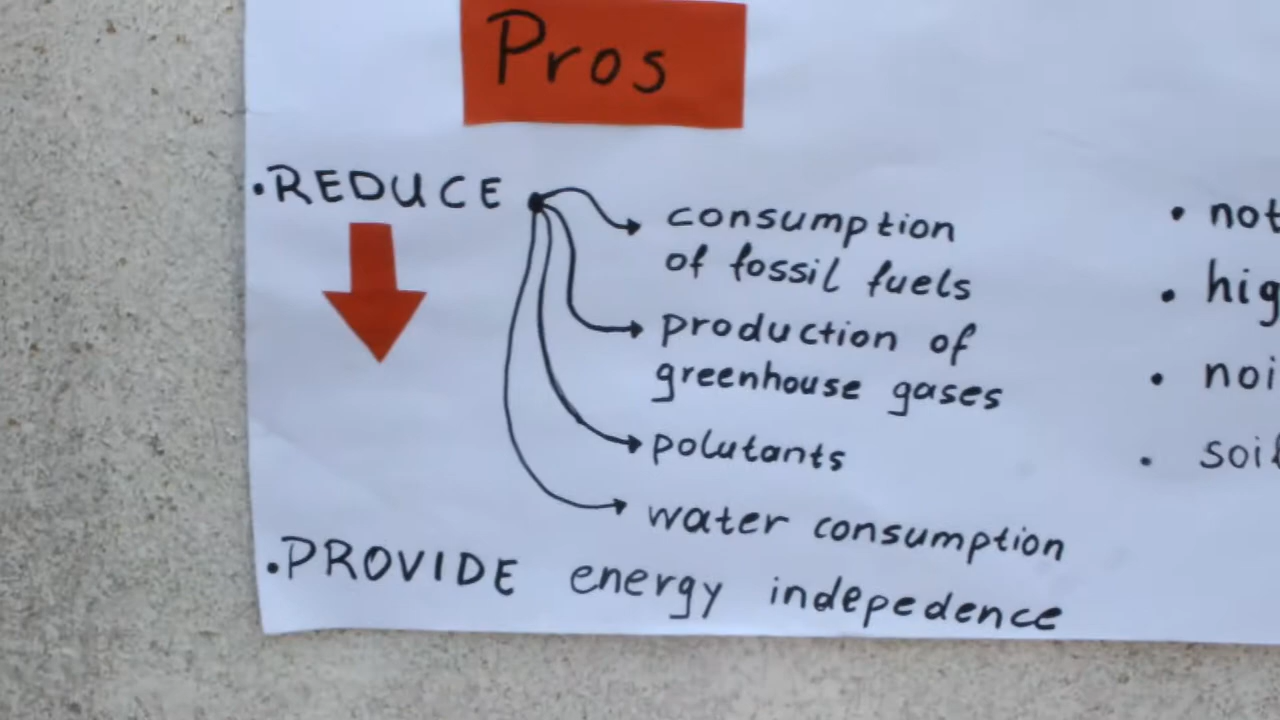 Pros
•REDUCE
consumption
of fossil fuels
production of
greenhouse gases
polutants
water consumption
•PROVIDE energy indepedence
• not
• hig
• noi
• soil